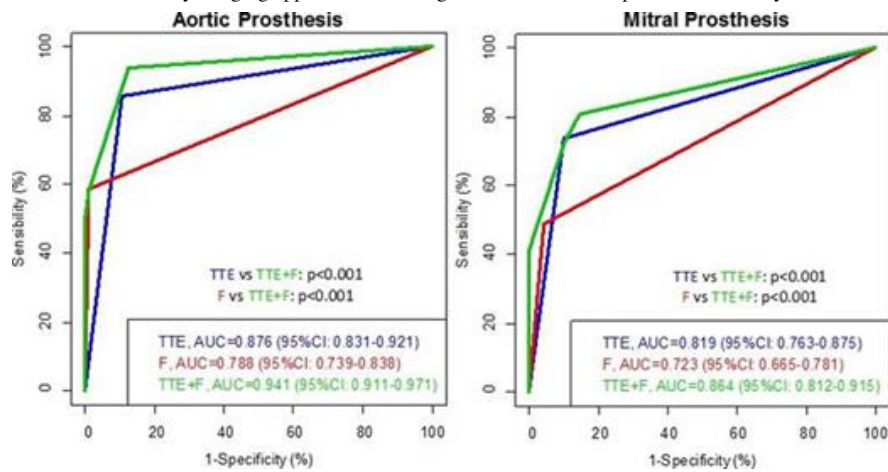 Aortic Prosthesis
Mitral Prosthesis
Sensibility (%)
100
80
60
40
20
0
TTE vs TTE+F: p<0.001
F vs TTE+F: p<0.001
TTE, AUC=0.876 (95%CI: 0.831-0.921)
F, AUC=0.788 (95%CI: 0.739-0.838)
TTE+F, AUC=0.941 (95%CI: 0.911-0.971)
0 20 40 60 80 100
1-Specificity (%)
Sensibility (%)
100
80
60
40
20
0
TTE vs TTE+F: p<0.001
F vs TTE+F: p<0.001
TTE, AUC=0.819 (95%CI: 0.763-0.875)
F, AUC=0.723 (95%CI: 0.665-0.781)
TTE+F, AUC=0.864 (95%CI: 0.812-0.915)
0 20 40 60 80 100
1-Specificity (%)